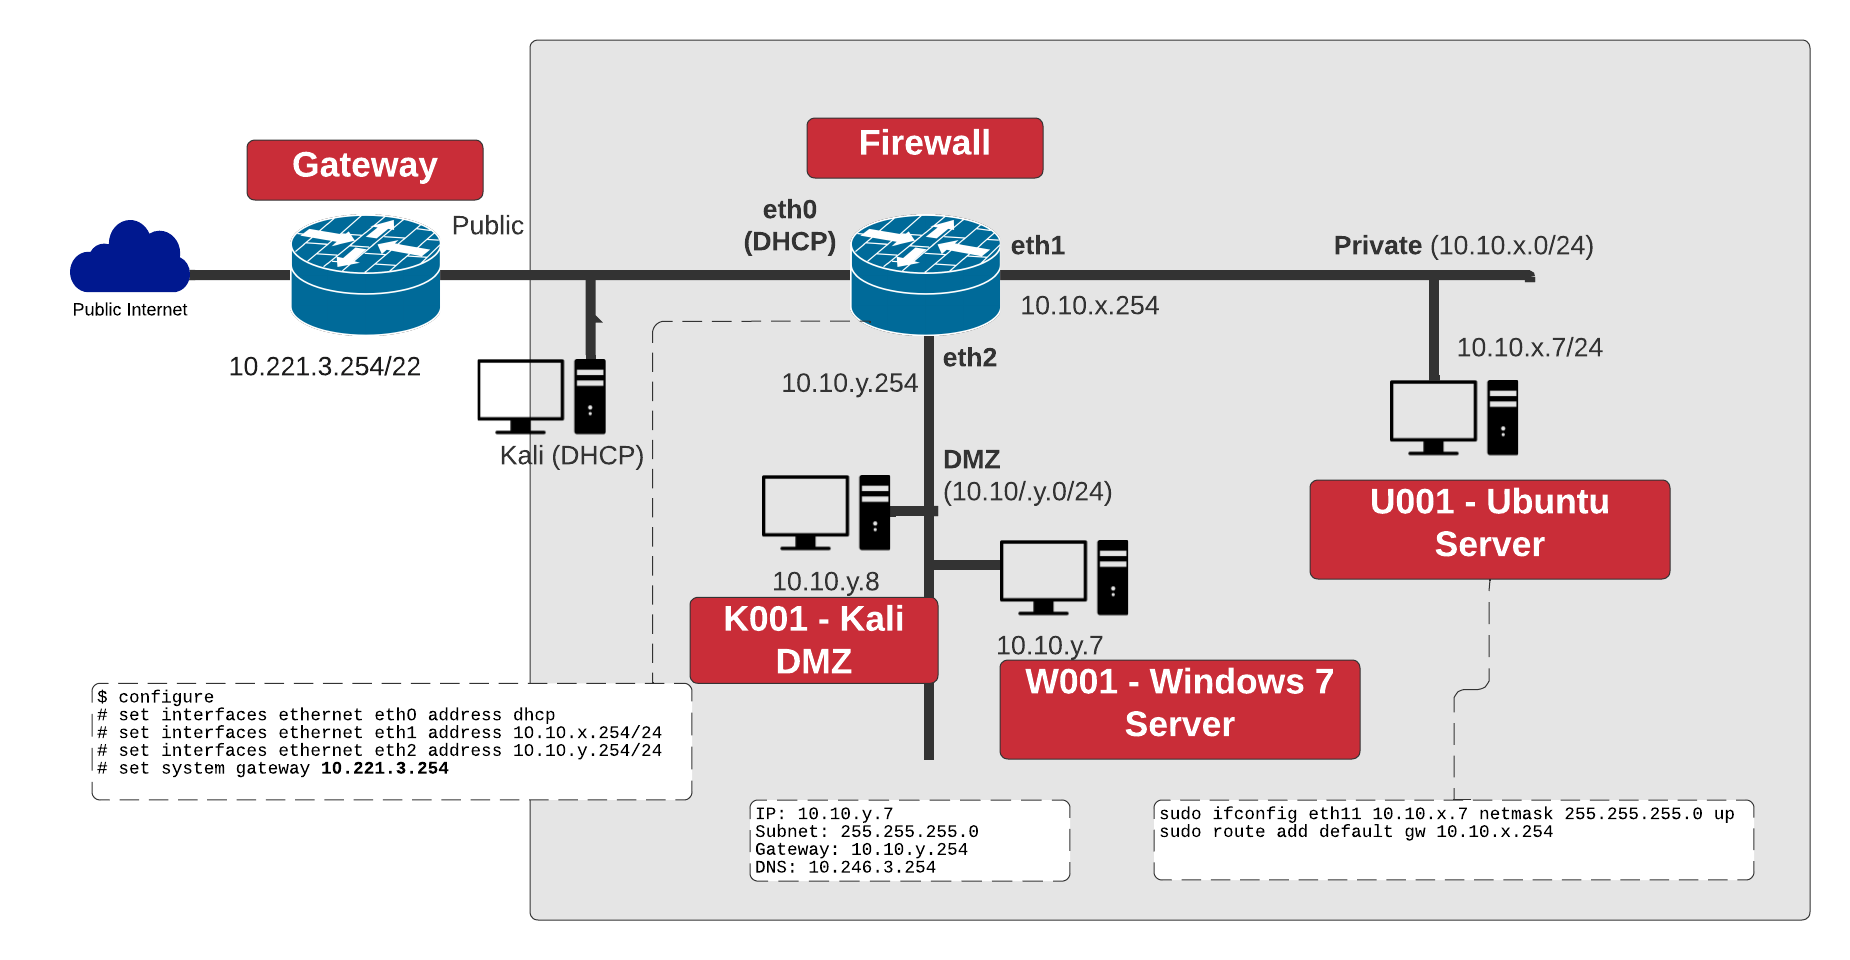 Gateway
Firewall
Public
eth0
(DHCP)
eth1
Private (10.10.x.0/24)
Public Internet
10.10.x.254
10.221.3.254/22
eth2
10.10.y.254
10.10.x.7/24
Kali (DHCP)
DMZ
(10.10/.y.0/24)
U001 - Ubuntu
Server
10.10.y.8
K001 - Kali
DMZ
10.10.y.7
W001 - Windows 7
Server
$ configure
# set interfaces ethernet eth0 address dhcp
# set interfaces ethernet eth1 address 10.10.x.254/24
# set interfaces ethernet eth2 address 10.10.y.254/24
# set system gateway 10.221.3.254
IP: 10.10.y.7
Subnet: 255.255.255.0
Gateway: 10.10.y.254
DNS: 10.246.3.254
sudo ifconfig eth11 10.10.x.7 netmask 255.255.255.0 up
sudo route add default gw 10.10.x.254